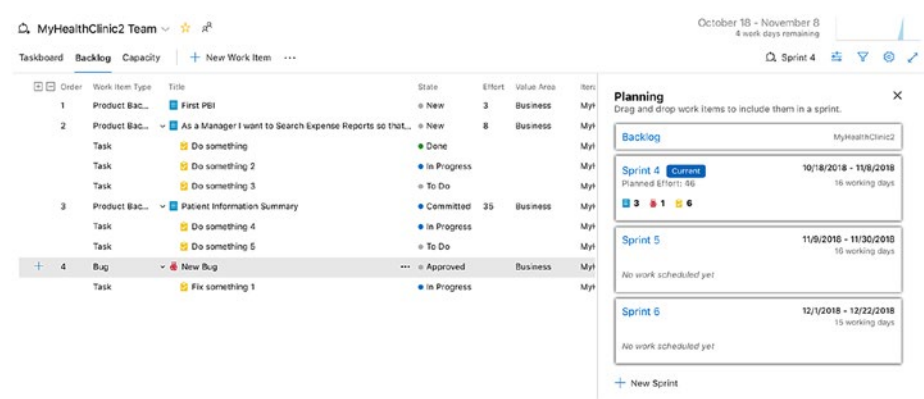 MyHealthClinic2 Team
October 18 - November 8
4 work days remaining
Taskboard Backlog Capacity + New Work Item ... Sprint 4
Order Work Item Type Title State Effort Value Area
1 Product Bac... First PBI New 3 Business
2 Product Bac... As a Manager I want to Search Expense Reports so that... New 8 Business
Task Do something Done
Task Do something 2 In Progress
Task Do something 3 To Do
3 Product Bac... Patient Information Summary Committed 35 Business
Task Do something 4 In Progress
Task Do something 5 To Do
+ 4 Bug New Bug ... Approved Business
Task Fix something 1 In Progress
Planning
Drag and drop work items to include them in a sprint.
Backlog MyHealthClinic2
Sprint 4 Current 10/18/2018 - 11/8/2018
Planned Effort: 46 16 working days
3 1 6
Sprint 5 11/9/2018 - 11/30/2018
16 working days
No work scheduled yet
Sprint 6 12/1/2018 - 12/22/2018
15 working days
No work scheduled yet
+ New Sprint